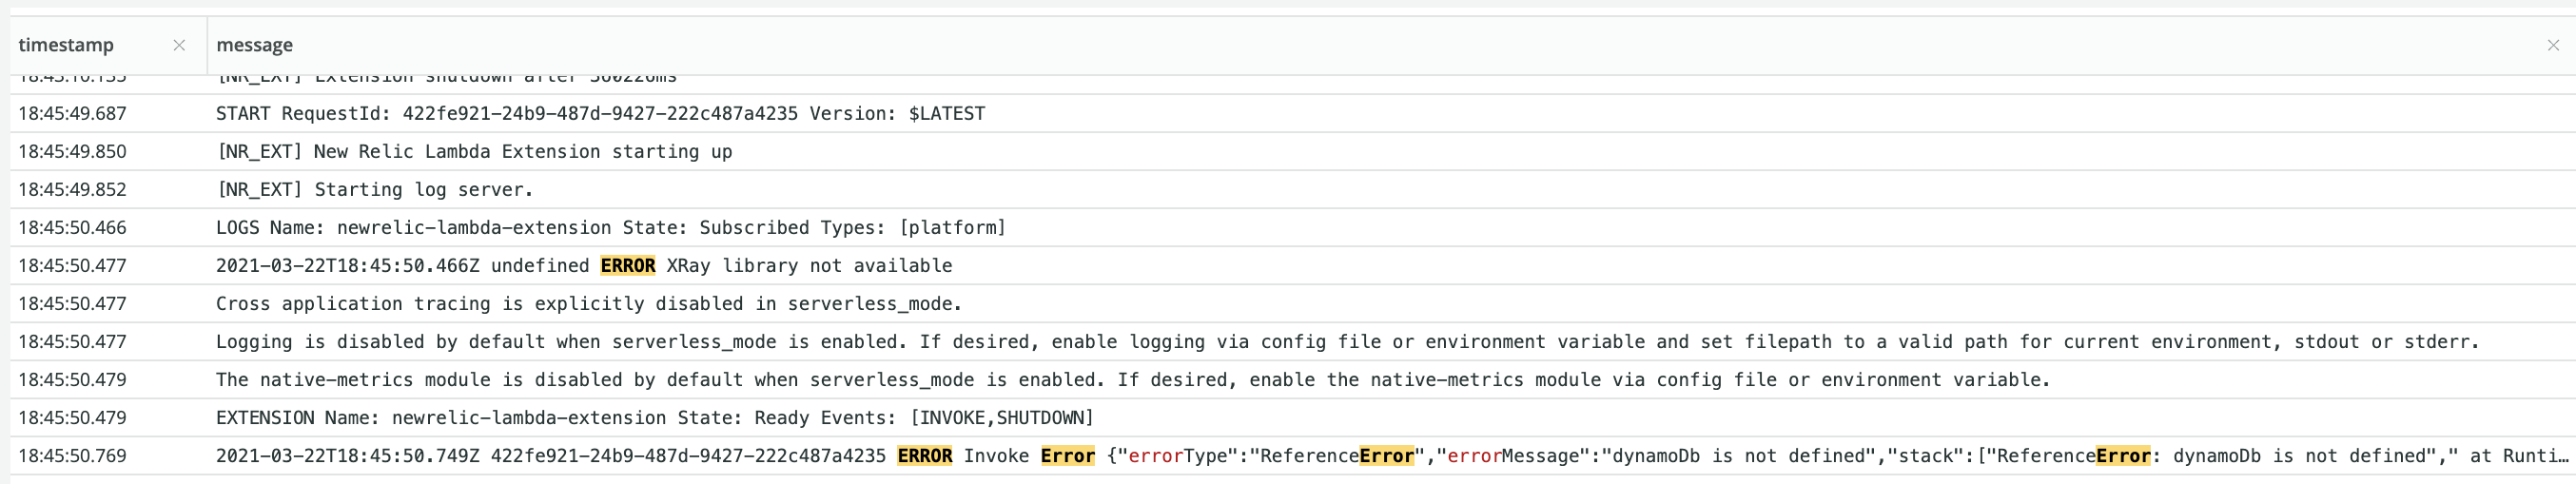 timestamp message
18:43:10.135 [NR_EXT] Extension shutdown after 360226ms
18:45:49.687 START RequestId: 422fe921-24b9-487d-9427-222c487a4235 Version: $LATEST
18:45:49.850 [NR_EXT] New Relic Lambda Extension starting up
18:45:49.852 [NR_EXT] Starting log server.
18:45:50.466 LOGS Name: newrelic-lambda-extension State: Subscribed Types: [platform]
18:45:50.477 2021-03-22T18:45:50.466Z undefined ERROR XRay library not available
18:45:50.477 Cross application tracing is explicitly disabled in serverless_mode.
18:45:50.477 Logging is disabled by default when serverless_mode is enabled. If desired, enable logging via config file or environment variable and set filepath to a valid path for current environment, stdout or stderr.
18:45:50.479 The native-metrics module is disabled by default when serverless_mode is enabled. If desired, enable the native-metrics module via config file or environment variable.
18:45:50.479 EXTENSION Name: newrelic-lambda-extension State: Ready Events: [INVOKE,SHUTDOWN]
18:45:50.769 2021-03-22T18:45:50.749Z 422fe921-24b9-487d-9427-222c487a4235 ERROR Invoke Error {"errorType":"ReferenceError","errorMessage":"dynamoDb is not defined","stack":["ReferenceError: dynamoDb is not defined"," at Runti…